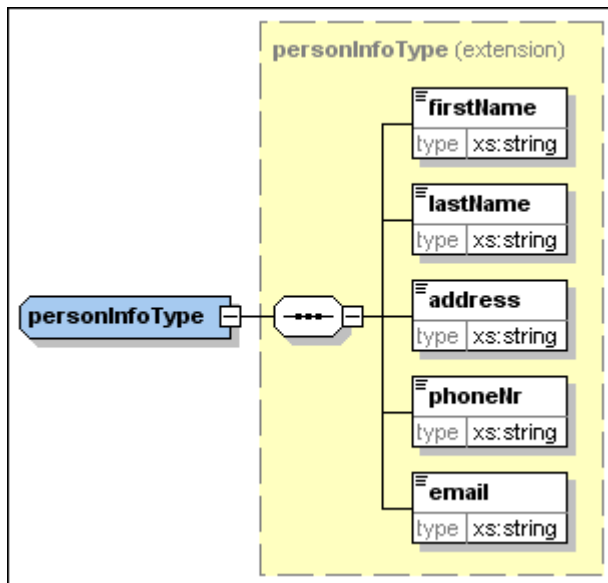 personInfoType (extension)
firstName
type xs:string
lastName
type xs:string
address
type xs:string
personInfoType
phoneNr
type xs:string
email
type xs:string